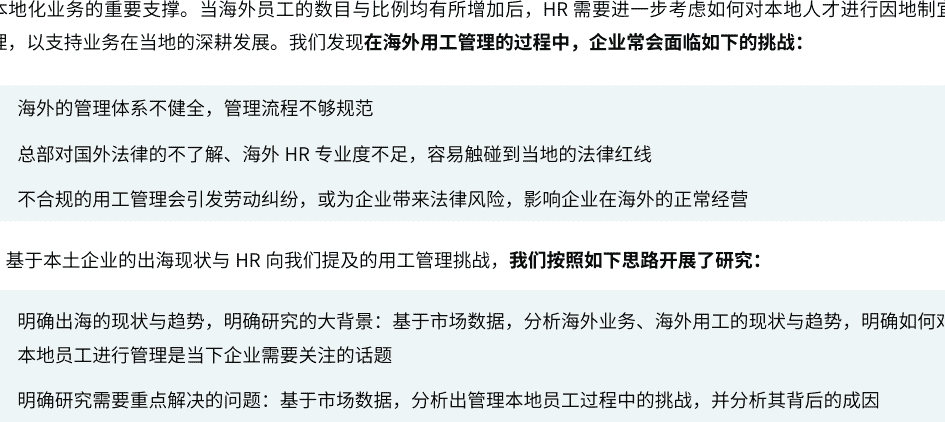 本地化业务的重要支撑。当海外员工的数目与比例均有所增加后，HR 需要进一步考虑如何对本地人才进行因地制宜
理，以支持业务在当地的深耕发展。我们发现在海外用工管理的过程中，企业常会面临如下的挑战：
海外的管理体系不健全，管理流程不够规范
总部对国外法律的不了解、海外 HR 专业度不足，容易触碰到当地的法律红线
不合规的用工管理会引发劳动纠纷，或为企业带来法律风险，影响企业在海外的正常经营
基于本土企业的出海现状与 HR 向我们提及的用工管理挑战，我们按照如下思路开展了研究：
明确出海的现状与趋势，明确研究的大背景：基于市场数据，分析海外业务、海外用工的现状与趋势，明确如何对
本地员工进行管理是当下企业需要关注的话题
明确研究需要重点解决的问题：基于市场数据，分析出管理本地员工过程中的挑战，并分析其背后的成因